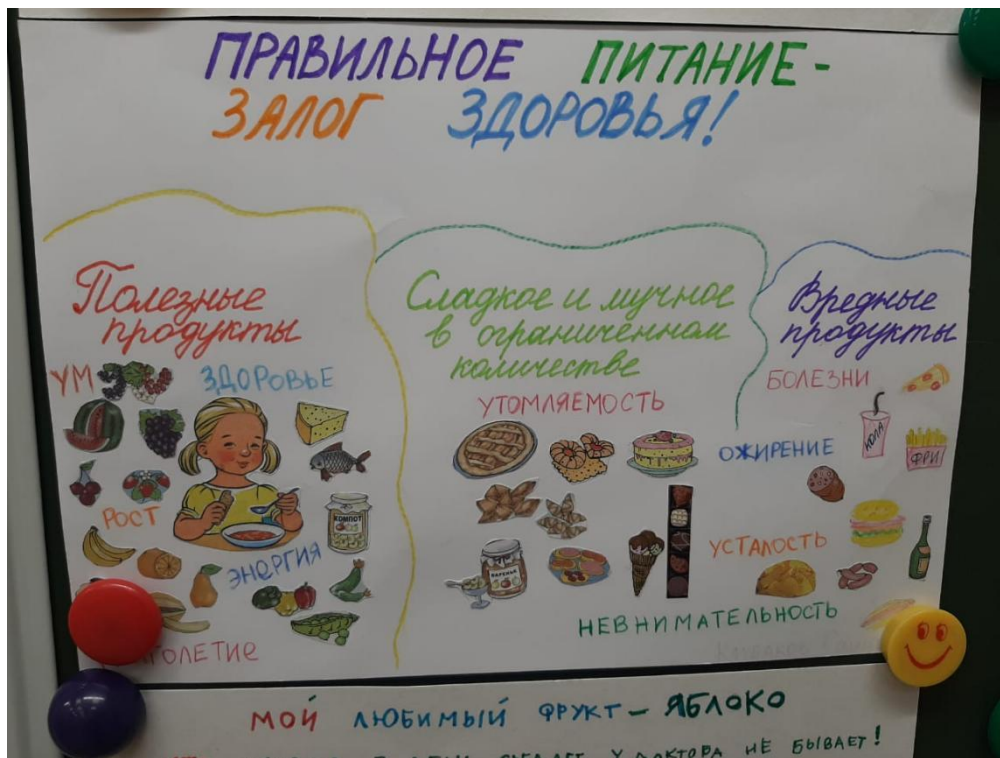 ПРАВИЛЬНОЕ ПИТАНИЕ-
ЗАЛОГ ЗДОРОВЬЯ!
Полезные
продукты
УМ
ЗДОРОВЬЕ
РОСТ
КОМПОТ
ЭНЕРГИЯ
Сладкое и мучное
в ограниченном
количестве
УТОМЛЯЕМОСТЬ
ВАРЕНЬЕ
НЕВНИМАТЕЛЬНОСТЬ
Вредные
продукты
БОЛЕЗНИ
КОЛА
ФРИ
ОЖИРЕНИЕ
УСТАЛОСТЬ
МОЙ ЛЮБИМЫЙ ФРУКТ - ЯБЛОКО
У ДОКТОРА НЕ БЫВАЕТ!